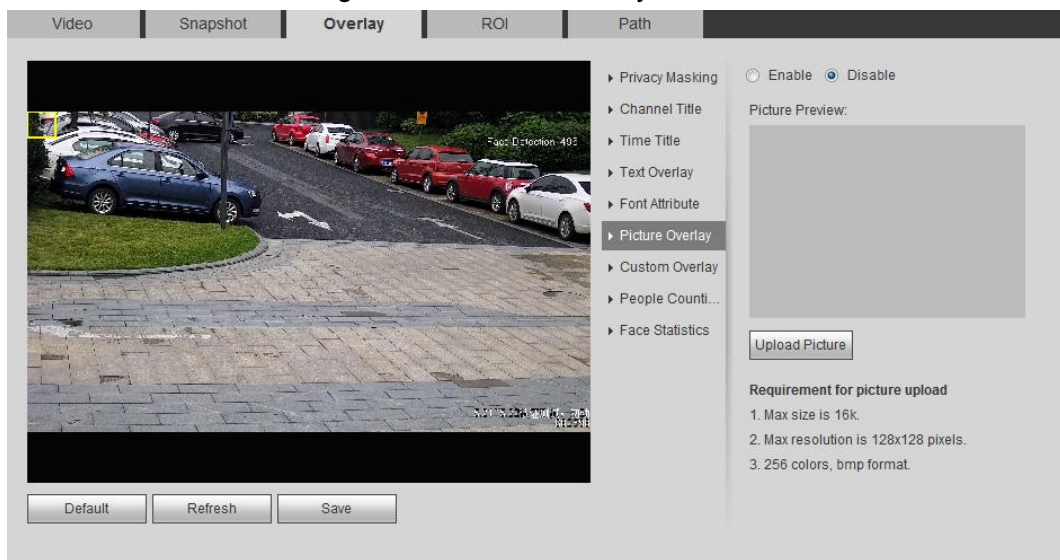 Video Snapshot Overlay ROI Path
Privacy Masking
Channel Title
Time Title
Text Overlay
Font Attribute
Picture Overlay
Custom Overlay
People Counti...
Face Statistics
Enable Disable
Picture Preview:
Upload Picture
Requirement for picture upload
1. Max size is 16k.
2. Max resolution is 128x128 pixels.
3. 256 colors, bmp format.
Face Detection
Default Refresh Save